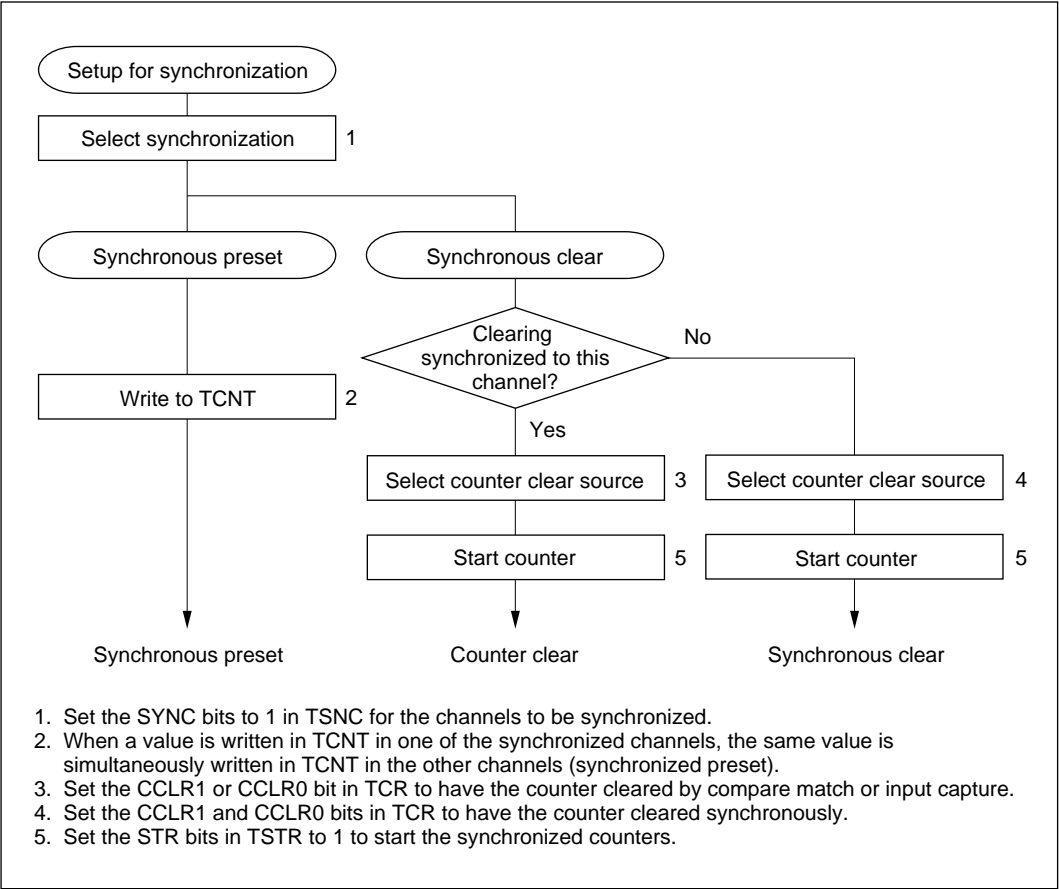 Setup for synchronization
Select synchronization 1
Synchronous preset
Synchronous clear
Clearing
synchronized to this
channel?
No
Write to TCNT 2
Yes
Select counter clear source 3
Select counter clear source 4
Start counter 5
Start counter 5
Synchronous preset
Counter clear
Synchronous clear
1. Set the SYNC bits to 1 in TSNC for the channels to be synchronized.
2. When a value is written in TCNT in one of the synchronized channels, the same value is
simultaneously written in TCNT in the other channels (synchronized preset).
3. Set the CCLR1 or CCLR0 bit in TCR to have the counter cleared by compare match or input capture.
4. Set the CCLR1 and CCLR0 bits in TCR to have the counter cleared synchronously.
5. Set the STR bits in TSTR to 1 to start the synchronized counters.